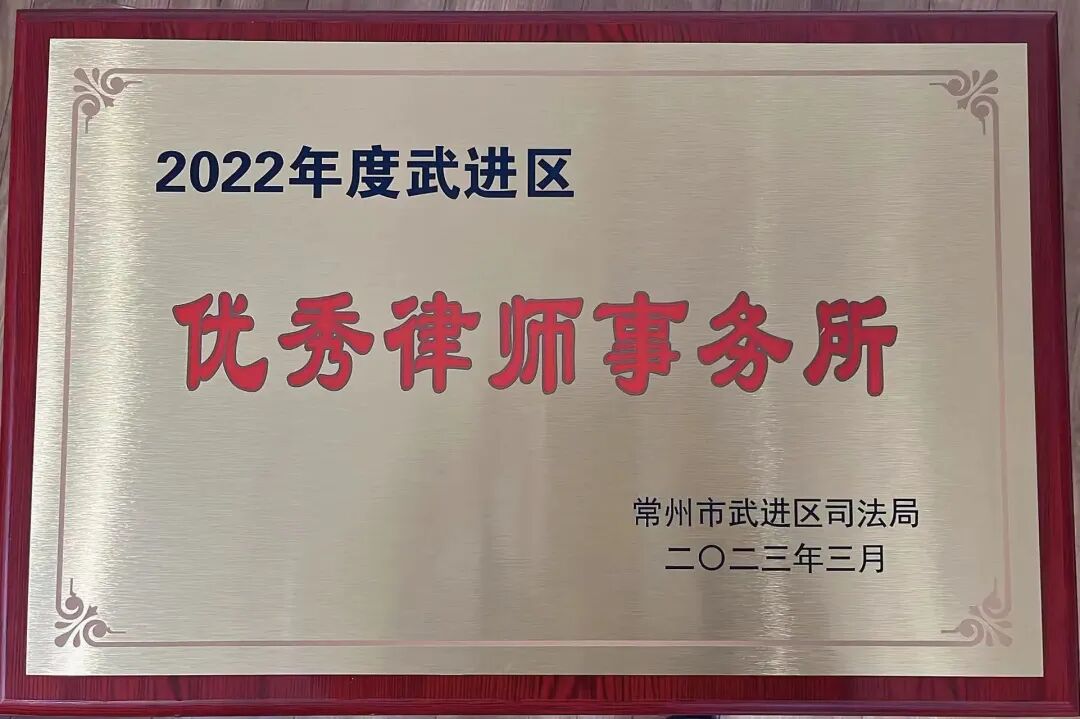 2022年度武进区
优秀律师事务所
常州市武进区司法局
二〇二三年三月